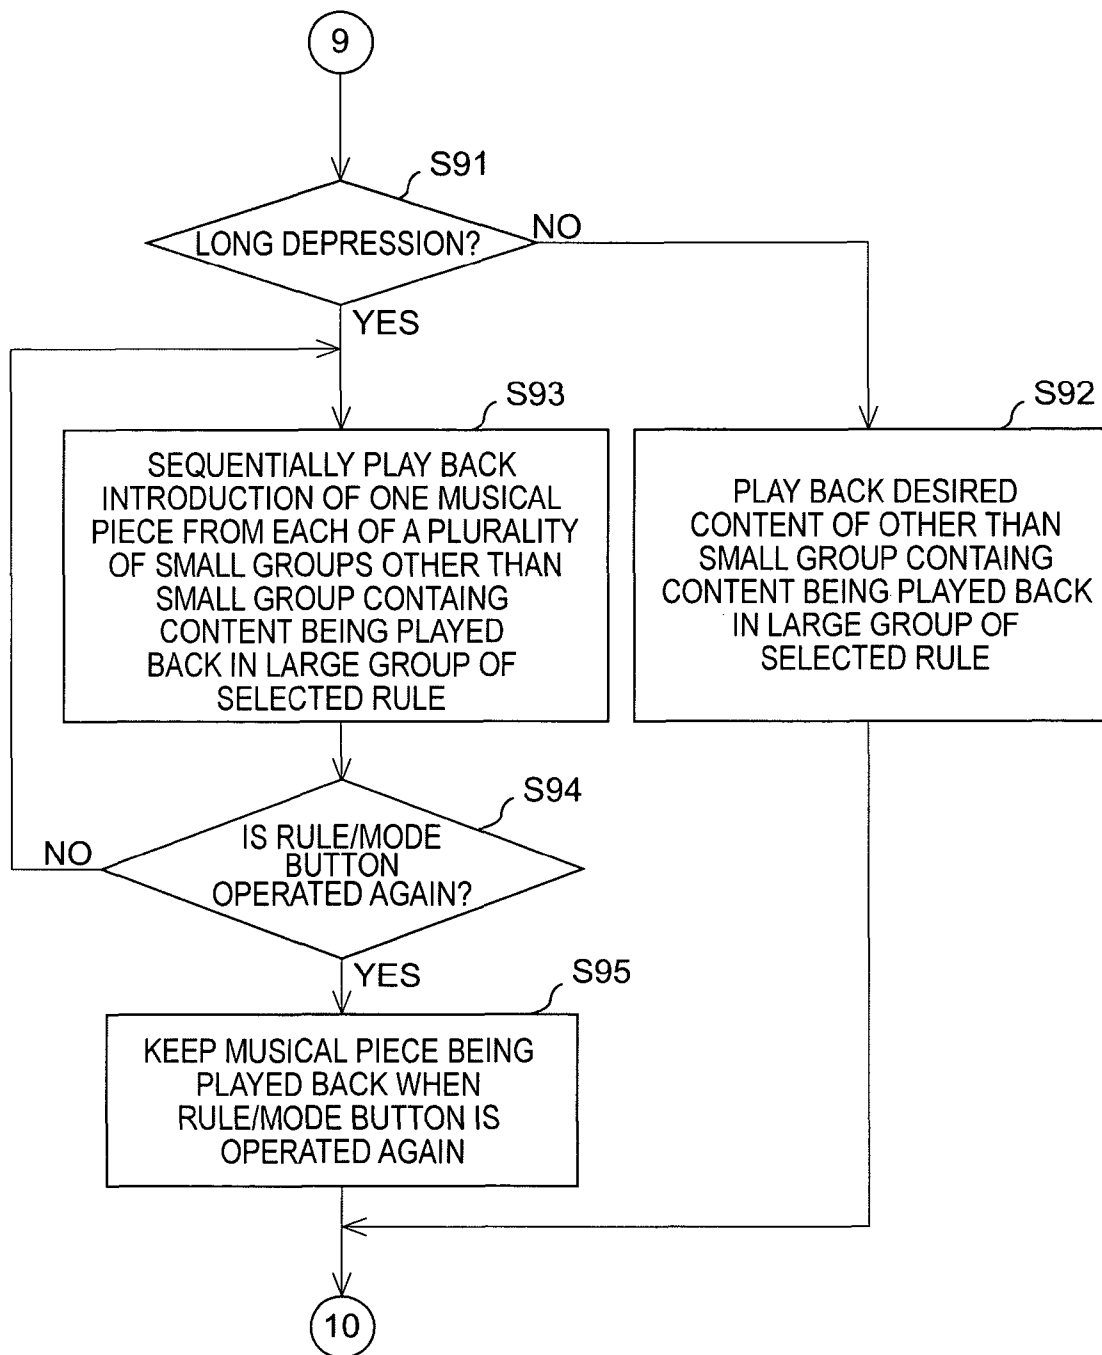 9
S91
LONG DEPRESSION?
NO
YES
S93
SEQUENTIALLY PLAY BACK
INTRODUCTION OF ONE MUSICAL
PIECE FROM EACH OF A PLURALITY
OF SMALL GROUPS OTHER THAN
SMALL GROUP CONTAING
CONTENT BEING PLAYED
BACK IN LARGE GROUP OF
SELECTED RULE
S92
PLAY BACK DESIRED
CONTENT OF OTHER THAN
SMALL GROUP CONTAING
CONTENT BEING PLAYED BACK
IN LARGE GROUP OF
SELECTED RULE
S94
IS RULE/MODE
BUTTON
OPERATED AGAIN?
NO
YES
S95
KEEP MUSICAL PIECE BEING
PLAYED BACK WHEN
RULE/MODE BUTTON IS
OPERATED AGAIN
10